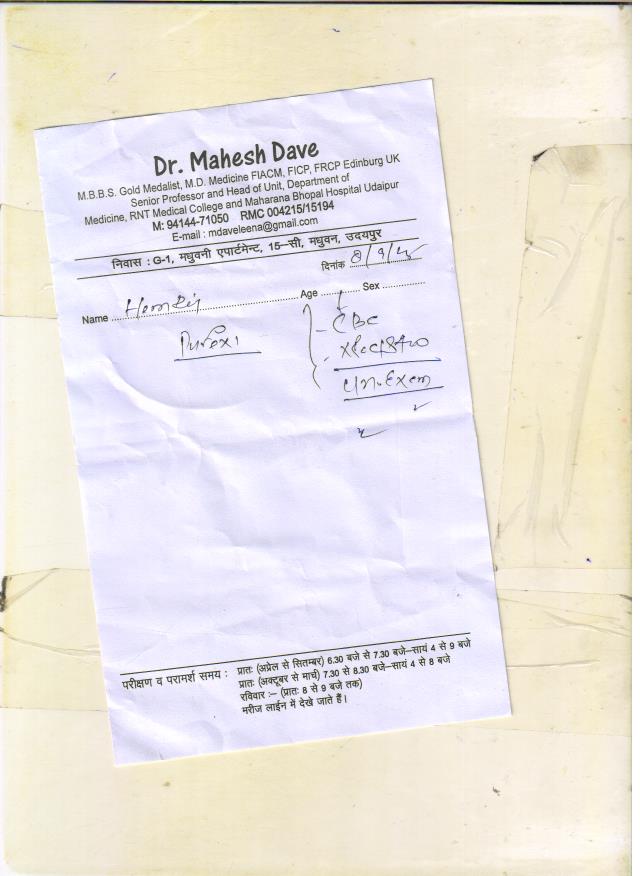 Dr. Mahesh Dave
M.B.B.S. Gold Medalist, M.D. Medicine FIACM, FICP, FRCP Edinburg UK
Senior Professor and Head of Unit, Department of
Medicine, RNT Medical College and Maharana Bhopal Hospital Udaipur
M: 94144-71050 RMC 004215/15194
E-mail : mdaveleena@gmail.com
निवास : G-1, मधुवनी एपार्टमेन्ट, 15–सी, मधुवन, उदयपुर
दिनांक
Name Age Sex
CBC
परीक्षण व परामर्श समय : प्रातः (अप्रेल से सितम्बर) 6.30 बजे से 7.30 बजे–सायं 4 से 9 बजे
प्रातः (अक्टूबर से मार्च) 7.30 से 8.30 बजे–सायं 4 से 8 बजे
रविवार :– (प्रातः 8 से 9 बजे तक)
मरीज लाईन में देखे जाते हैं।